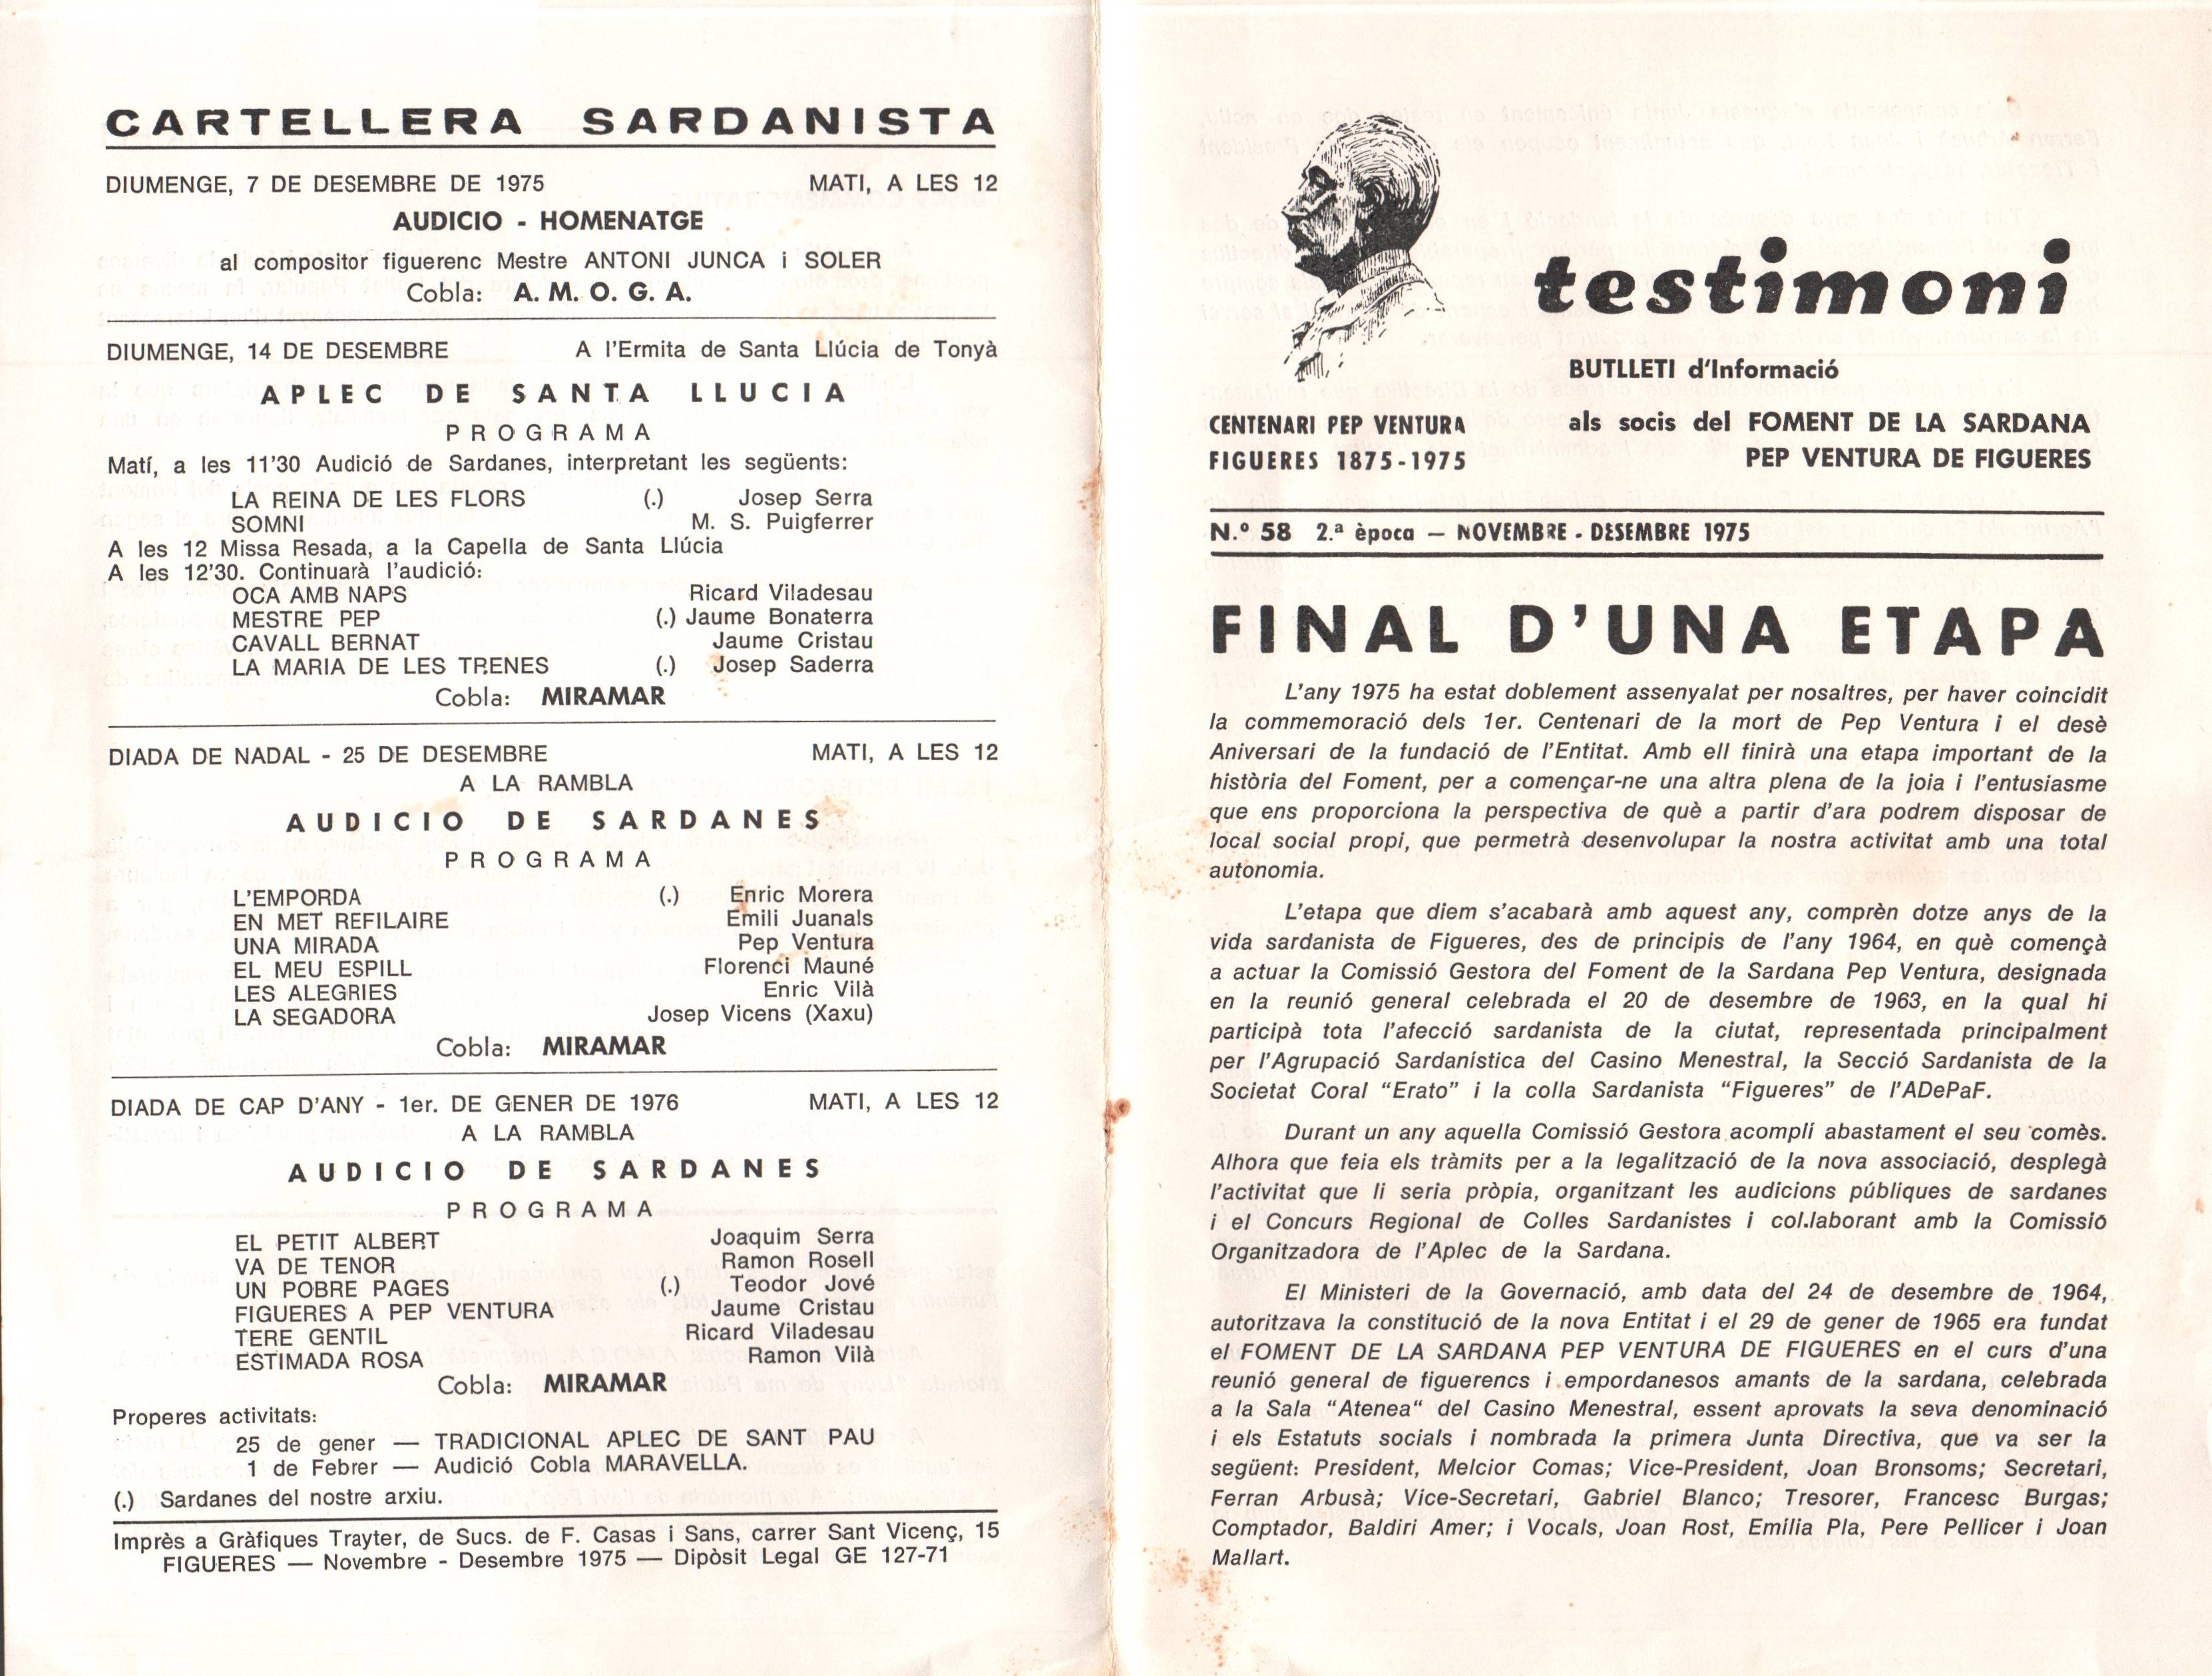 CARTELLERA SARDANISTA
DIUMENGE, 7 DE DESEMBRE DE 1975 MATI, A LES 12
AUDICIO - HOMENATGE
al compositor figuerenc Mestre ANTONI JUNCA i SOLER
Cobla: A. M. O. G. A.
DIUMENGE, 14 DE DESEMBRE A l'Ermita de Santa Llúcia de Tonyà
APLEC DE SANTA LLUCIA
PROGRAMA
Matí, a les 11'30 Audició de Sardanes, interpretant les següents:
LA REINA DE LES FLORS (.) Josep Serra
SOMNI M. S. Puigferrer
A les 12 Missa Resada, a la Capella de Santa Llúcia
A les 12'30. Continuarà l'audició:
OCA AMB NAPS Ricard Viladesau
MESTRE PEP (.) Jaume Bonaterra
CAVALL BERNAT Jaume Cristau
LA MARIA DE LES TRENES (.) Josep Saderra
Cobla: MIRAMAR
DIADA DE NADAL - 25 DE DESEMBRE MATI, A LES 12
A LA RAMBLA
AUDICIO DE SARDANES
PROGRAMA
L'EMPORDA (.) Enric Morera
EN MET REFILAIRE Emili Juanals
UNA MIRADA Pep Ventura
EL MEU ESPILL Florenci Mauné
LES ALEGRIES Enric Vilà
LA SEGADORA Josep Vicens (Xaxu)
Cobla: MIRAMAR
DIADA DE CAP D'ANY - 1er. DE GENER DE 1976 MATI, A LES 12
A LA RAMBLA
AUDICIO DE SARDANES
PROGRAMA
EL PETIT ALBERT Joaquim Serra
VA DE TENOR Ramon Rosell
UN POBRE PAGES (.) Teodor Jové
FIGUERES A PEP VENTURA Jaume Cristau
TERE GENTIL Ricard Viladesau
ESTIMADA ROSA Ramon Vilà
Cobla: MIRAMAR
Properes activitats:
25 de gener — TRADICIONAL APLEC DE SANT PAU
1 de Febrer — Audició Cobla MARAVELLA.
(.) Sardanes del nostre arxiu.
Imprès a Gràfiques Trayter, de Sucs. de F. Casas i Sans, carrer Sant Vicenç, 15
FIGUERES — Novembre - Desembre 1975 — Dipòsit Legal GE 127-71
testimoni
BUTLLETI d'Informació
CENTENARI PEP VENTURA als socis del FOMENT DE LA SARDANA
FIGUERES 1875-1975 PEP VENTURA DE FIGUERES
N.º 58 2.ª època — NOVEMBRE - DESEMBRE 1975
FINAL D'UNA ETAPA
L'any 1975 ha estat doblement assenyalat per nosaltres, per haver coincidit
la commemoració dels 1er. Centenari de la mort de Pep Ventura i el desè
Aniversari de la fundació de l'Entitat. Amb ell finirà una etapa important de la
història del Foment, per a començar-ne una altra plena de la joia i l'entusiasme
que ens proporciona la perspectiva de què a partir d'ara podrem disposar de
local social propi, que permetrà desenvolupar la nostra activitat amb una total
autonomia.
L'etapa que diem s'acabarà amb aquest any, comprèn dotze anys de la
vida sardanista de Figueres, des de principis de l'any 1964, en què començà
a actuar la Comissió Gestora del Foment de la Sardana Pep Ventura, designada
en la reunió general celebrada el 20 de desembre de 1963, en la qual hi
participà tota l'afecció sardanista de la ciutat, representada principalment
per l'Agrupació Sardanística del Casino Menestral, la Secció Sardanista de la
Societat Coral "Erato" i la colla Sardanista "Figueres" de l'ADePaF.
Durant un any aquella Comissió Gestora acomplí abastament el seu comès.
Alhora que feia els tràmits per a la legalització de la nova associació, desplegà
l'activitat que li seria pròpia, organitzant les audicions públiques de sardanes
i el Concurs Regional de Colles Sardanistes i col.laborant amb la Comissió
Organitzadora de l'Aplec de la Sardana.
El Ministeri de la Governació, amb data del 24 de desembre de 1964,
autoritzava la constitució de la nova Entitat i el 29 de gener de 1965 era fundat
el FOMENT DE LA SARDANA PEP VENTURA DE FIGUERES en el curs d'una
reunió general de figuerencs i empordanesos amants de la sardana, celebrada
a la Sala "Atenea" del Casino Menestral, essent aprovats la seva denominació
i els Estatuts socials i nombrada la primera Junta Directiva, que va ser la
següent: President, Melcior Comas; Vice-President, Joan Bronsoms; Secretari,
Ferran Arbusà; Vice-Secretari, Gabriel Blanco; Tresorer, Francesc Burgas;
Comptador, Baldiri Amer; i Vocals, Joan Rost, Emília Pla, Pere Pellicer i Joan
Mallart.